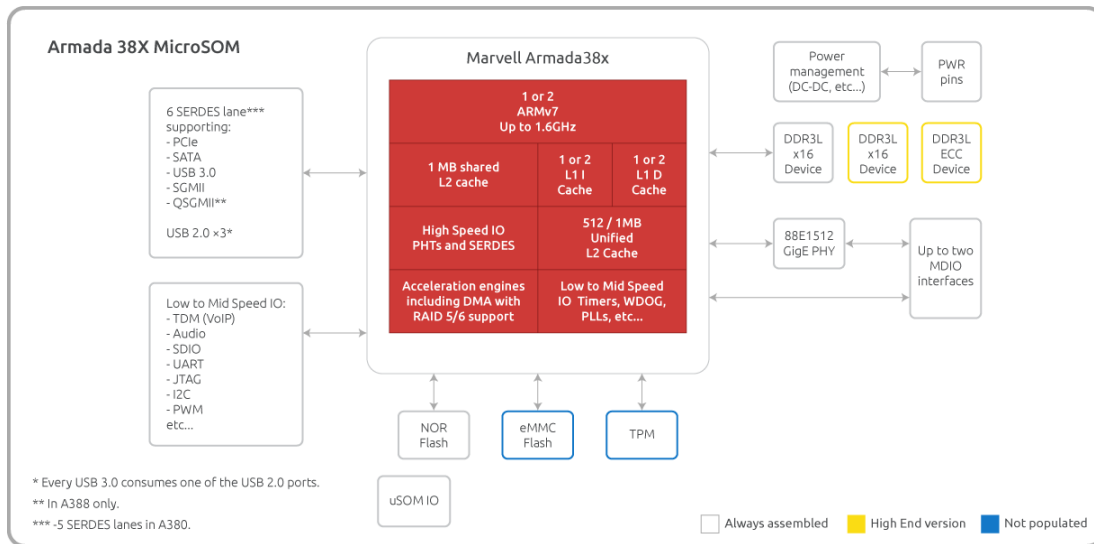 Armada 38X MicroSOM
Marvell Armada38x
1 or 2
ARMv7
Up to 1.6GHz
1 MB shared
L2 cache
1 or 2
L1 I
Cache
1 or 2
L1 D
Cache
High Speed IO
PHTs and SERDES
512 / 1MB
Unified
L2 Cache
Acceleration engines
including DMA with
RAID 5/6 support
Low to Mid Speed
IO Timers, WDOG,
PLLs, etc...
6 SERDES lane***
supporting:
- PCIe
- SATA
- USB 3.0
- SGMII
- QSGMII**
USB 2.0 ×3*
Low to Mid Speed IO:
- TDM (VoIP)
- Audio
- SDIO
- UART
- JTAG
- I2C
- PWM
etc...
Power
management
(DC-DC, etc...)
PWR
pins
DDR3L
x16
Device
DDR3L
x16
Device
DDR3L
ECC
Device
88E1512
GigE PHY
Up to two
MDIO
interfaces
NOR
Flash
eMMC
Flash
TPM
uSOM IO
* Every USB 3.0 consumes one of the USB 2.0 ports.
** In A388 only.
*** -5 SERDES lanes in A380.
Always assembled
High End version
Not populated